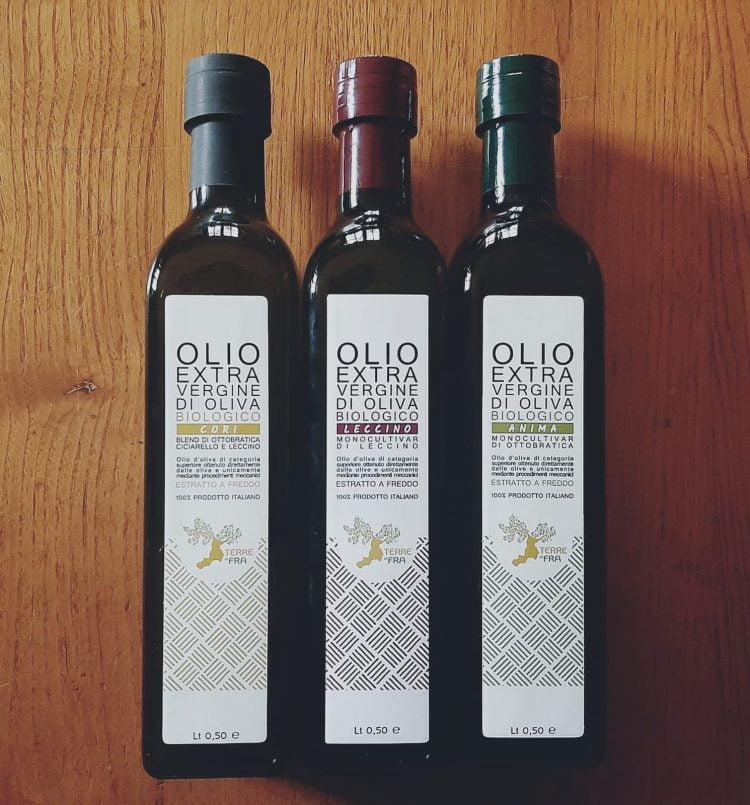 OLIO
EXTRA
VERGINE
DI OLIVA
BIOLOGICO
CORI
BLEND DI OTTOBRATICA
CICIARELLO E LECCINO
Olio d'oliva di categoria
superiore ottenuto direttamente
dalle olive e unicamente
mediante procedimenti meccanici
ESTRATTO A FREDDO
100% PRODOTTO ITALIANO
TERRE
DI FRA
Lt 0,50 e
OLIO
EXTRA
VERGINE
DI OLIVA
BIOLOGICO
LECCINO
MONOCULTIVAR
DI LECCINO
Olio d'oliva di categoria
superiore ottenuto direttamente
dalle olive e unicamente
mediante procedimenti meccanici
ESTRATTO A FREDDO
100% PRODOTTO ITALIANO
TERRE
DI FRA
Lt 0,50 e
OLIO
EXTRA
VERGINE
DI OLIVA
BIOLOGICO
ANIMA
MONOCULTIVAR
DI OTTOBRATICA
Olio d'oliva di categoria
superiore ottenuto direttamente
dalle olive e unicamente
mediante procedimenti meccanici
ESTRATTO A FREDDO
100% PRODOTTO ITALIANO
TERRE
DI FRA
Lt 0,50 e